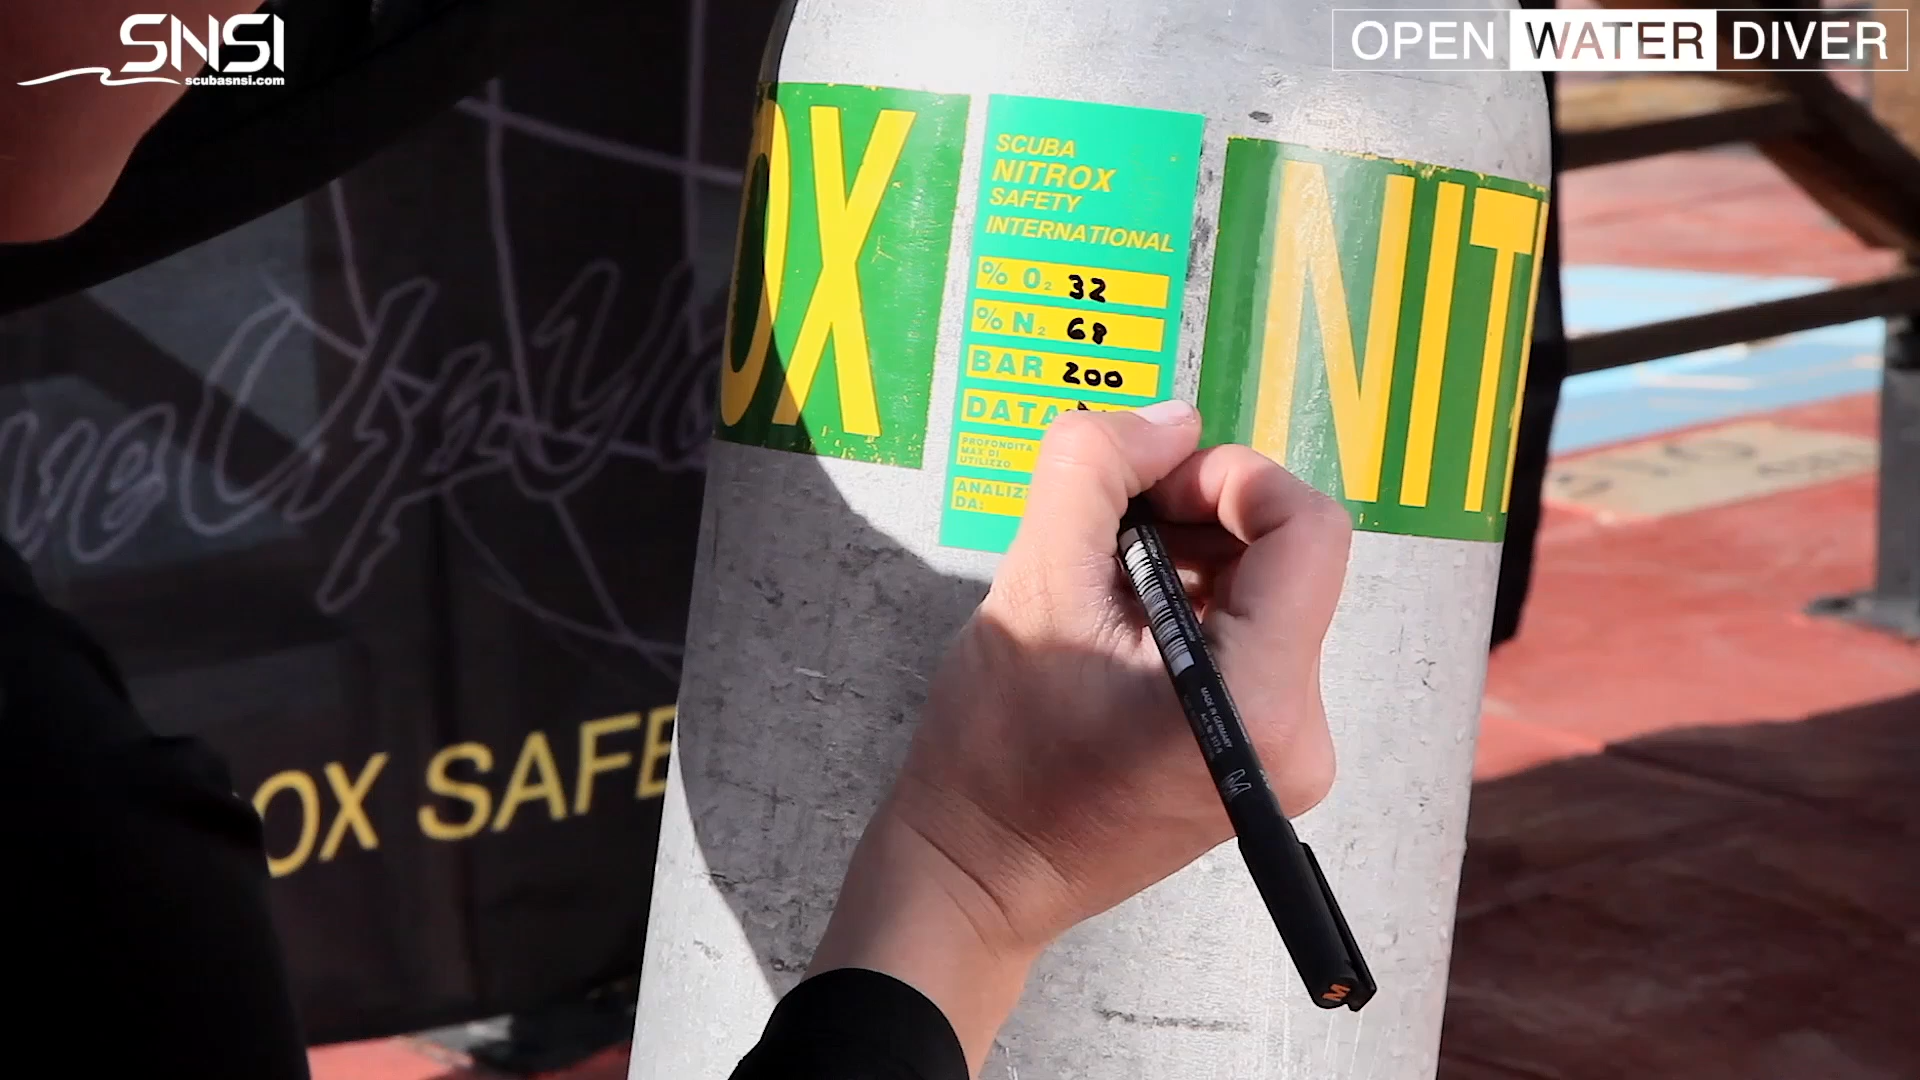 SNSI
scubasnsi.com
OPEN WATER DIVER
OX
SCUBA
NITROX
SAFETY
INTERNATIONAL
% O₂ 32
% N₂ 68
BAR 200
DATA
PROFONDITA
MAX DI
UTILIZZO
ANALIZ
DA:
NIT
OX SAFE
MADE IN GERMANY
M